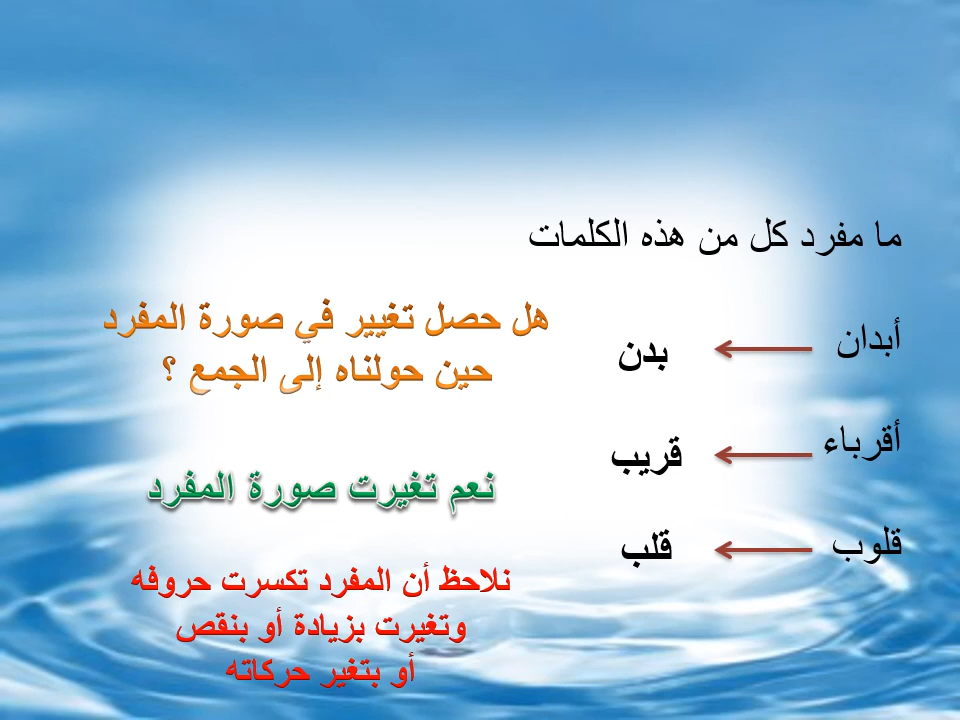 ما مفرد كل من هذه الكلمات
أبدان
بدن
أقرباء
قريب
قلوب
قلب
هل حصل تغيير في صورة المفرد
حين حولناه إلى الجمع ؟
نعم تغيرت صورة المفرد
نلاحظ أن المفرد تكسرت حروفه
وتغيرت بزيادة أو بنقص
أو بتغير حركاته